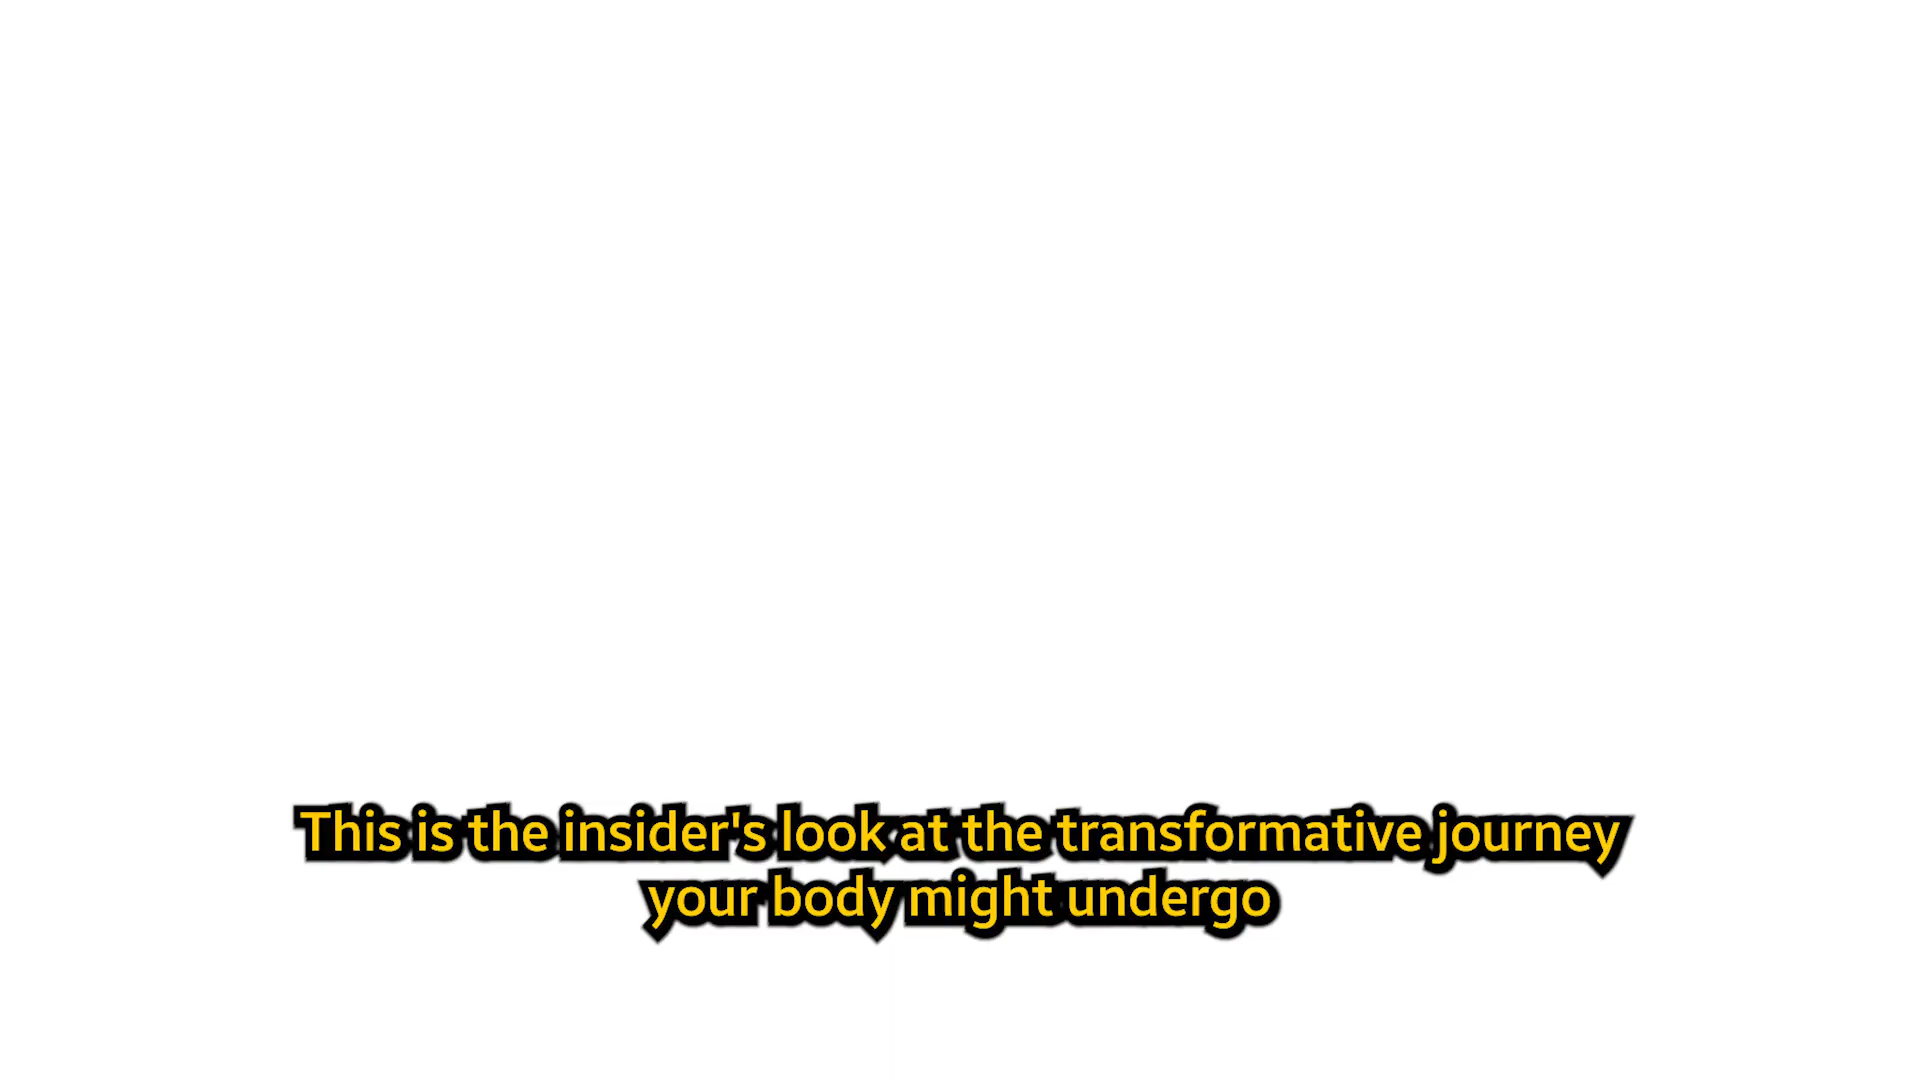 This is the insider's look at the transformative journey
your body might undergo